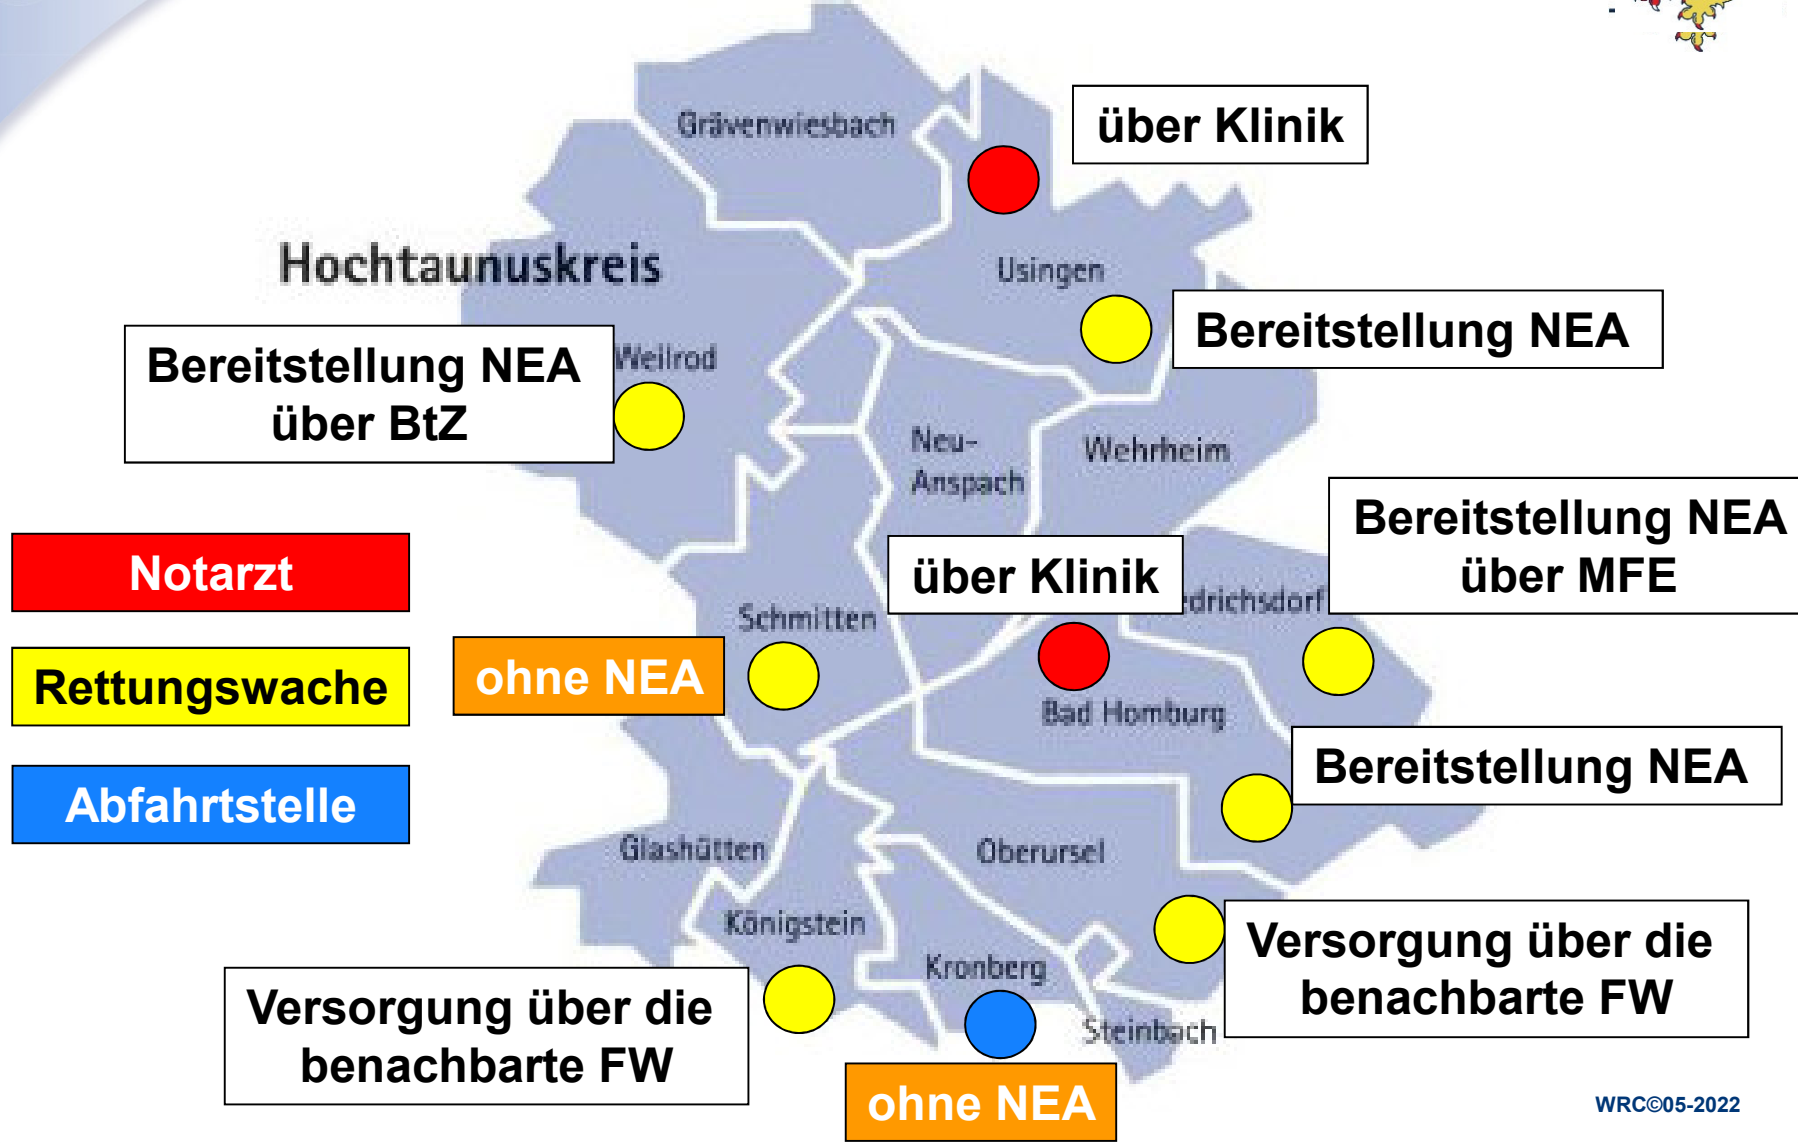 Grävenwiesbach
über Klinik
Hochtaunuskreis
Usingen
Bereitstellung NEA
Bereitstellung NEA
über BtZ
Weilrod
Neu-
Anspach
Wehrheim
Bereitstellung NEA
über MFE
Notarzt
über Klinik
edrichsdorf
Schmitten
Rettungswache
ohne NEA
Bad Homburg
Bereitstellung NEA
Abfahrtstelle
Glashütten
Oberursel
Königstein
Kronberg
Versorgung über die
benachbarte FW
Versorgung über die
benachbarte FW
Steinbach
ohne NEA
WRC©05-2022